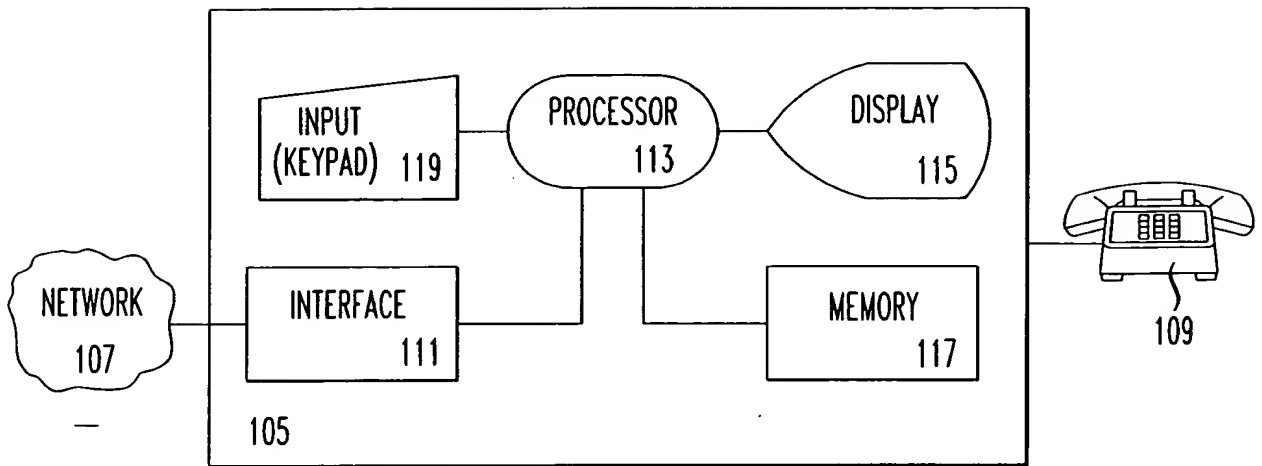 INPUT
(KEYPAD) 119
PROCESSOR
113
DISPLAY
115
NETWORK
107
INTERFACE
111
MEMORY
117
109
105